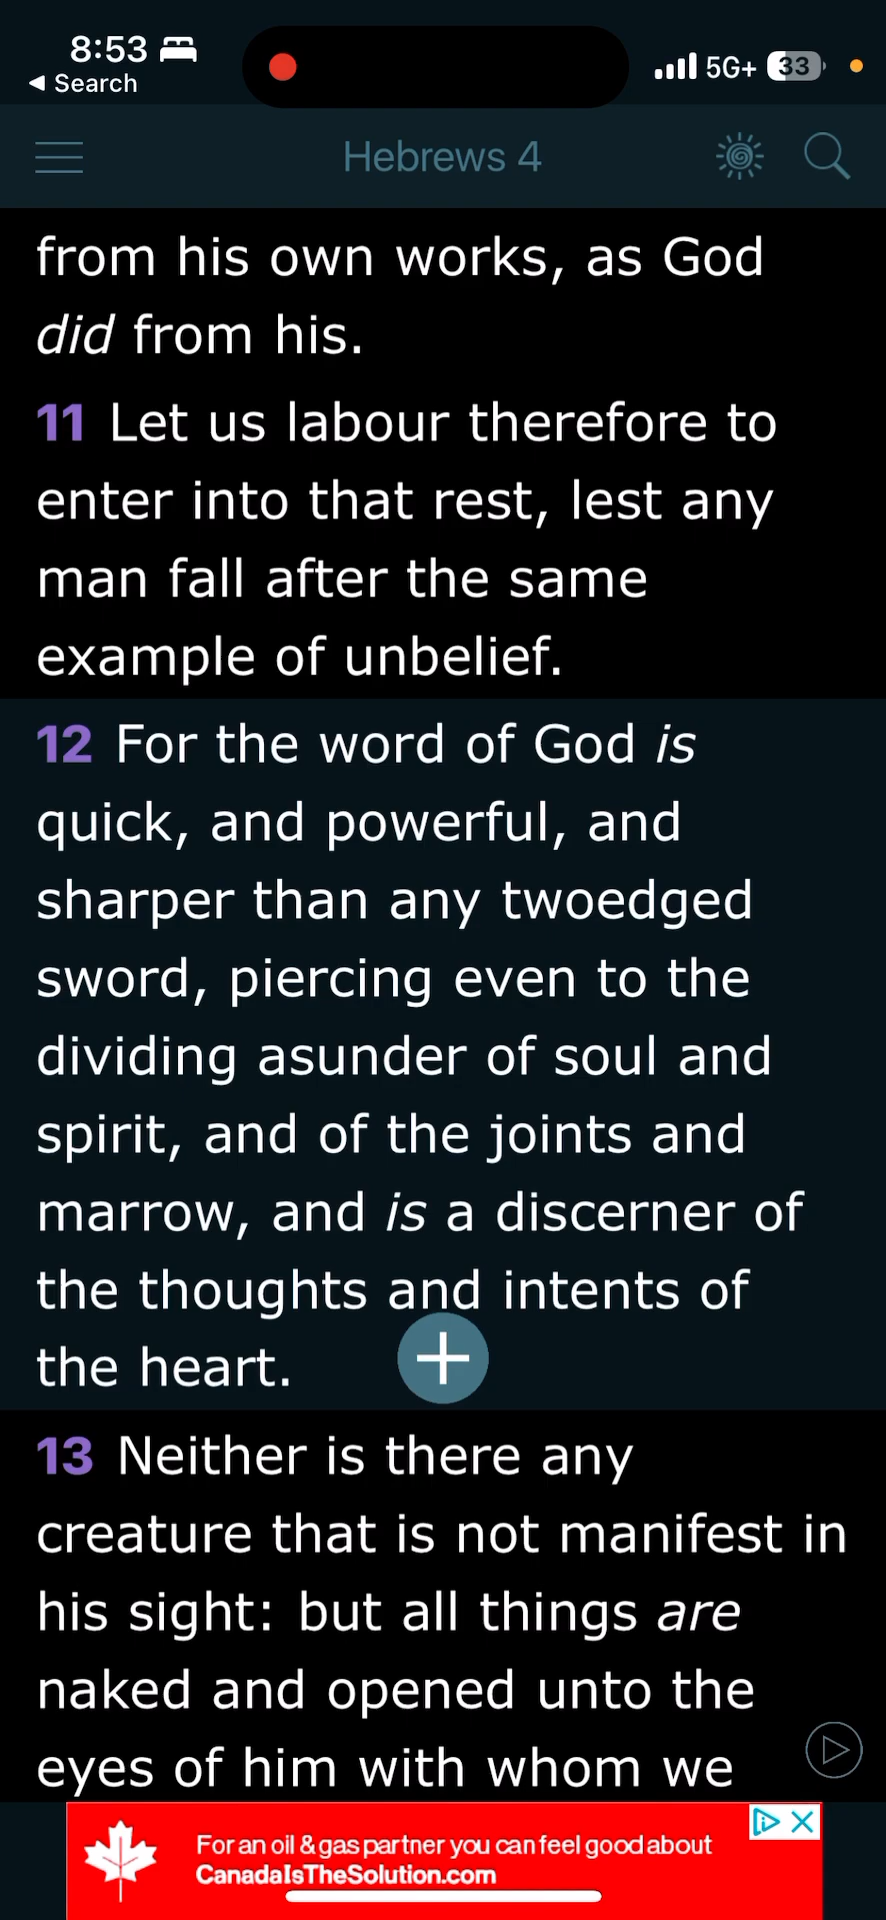 8:53
◀ Search
5G+ 33
Hebrews 4
from his own works, as God
did from his.
11 Let us labour therefore to
enter into that rest, lest any
man fall after the same
example of unbelief.
12 For the word of God is
quick, and powerful, and
sharper than any twoedged
sword, piercing even to the
dividing asunder of soul and
spirit, and of the joints and
marrow, and is a discerner of
the thoughts and intents of
the heart.
13 Neither is there any
creature that is not manifest in
his sight: but all things are
naked and opened unto the
eyes of him with whom we
For an oil & gas partner you can feel good about
CanadaIsTheSolution.com